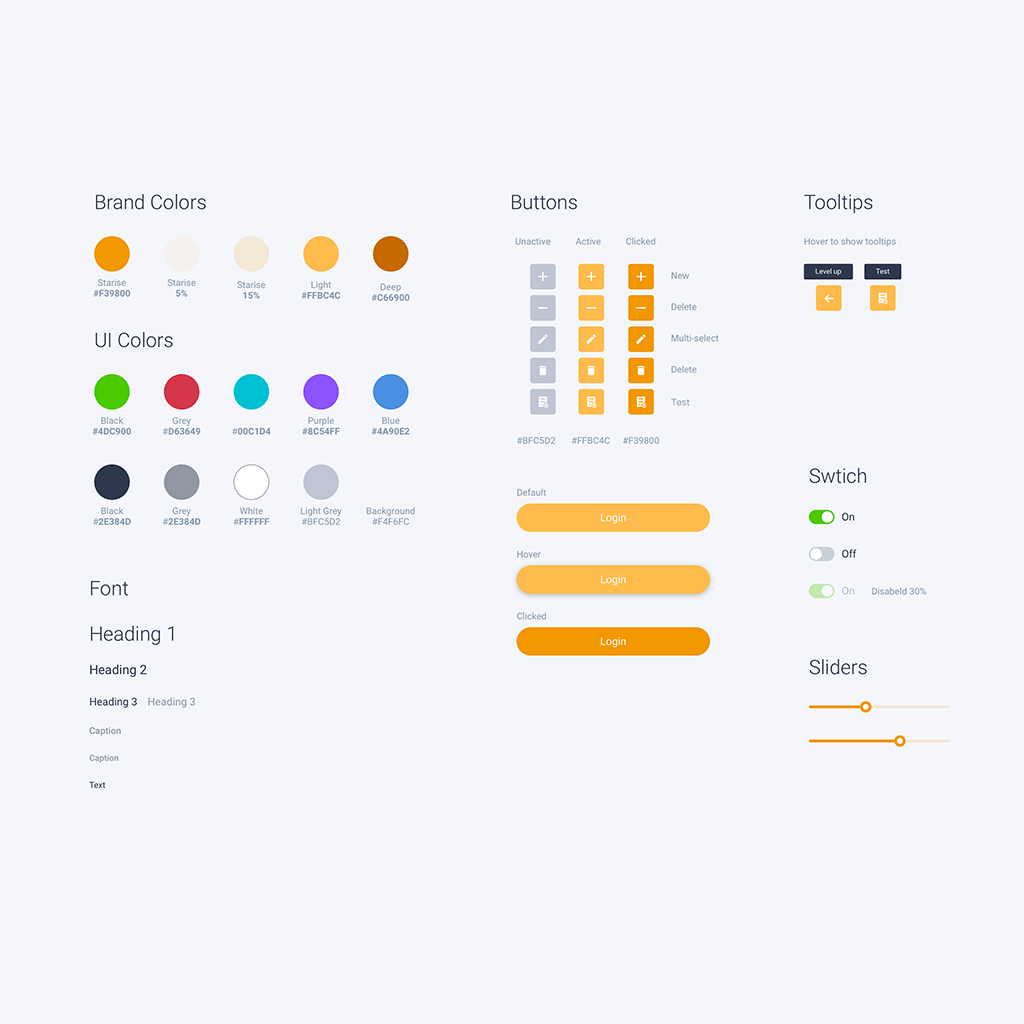 Brand Colors
Starise
#F39800
Starise
5%
Starise
15%
Light
#FFBC4C
Deep
#C66900
UI Colors
Black
#4DC900
Grey
#D63649
#00C1D4
Purple
#8C54FF
Blue
#4A90E2
Black
#2E384D
Grey
#2E384D
White
#FFFFFF
Light Grey
#BFC5D2
Background
#F4F6FC
Font
Heading 1
Heading 2
Heading 3 Heading 3
Caption
Caption
Text
Buttons
Unactive Active Clicked
New
Delete
Multi-select
Delete
Test
#BFC5D2 #FFBC4C #F39800
Default
Login
Hover
Login
Clicked
Login
Tooltips
Hover to show tooltips
Level up Test
Swtich
On
Off
On Disabeld 30%
Sliders